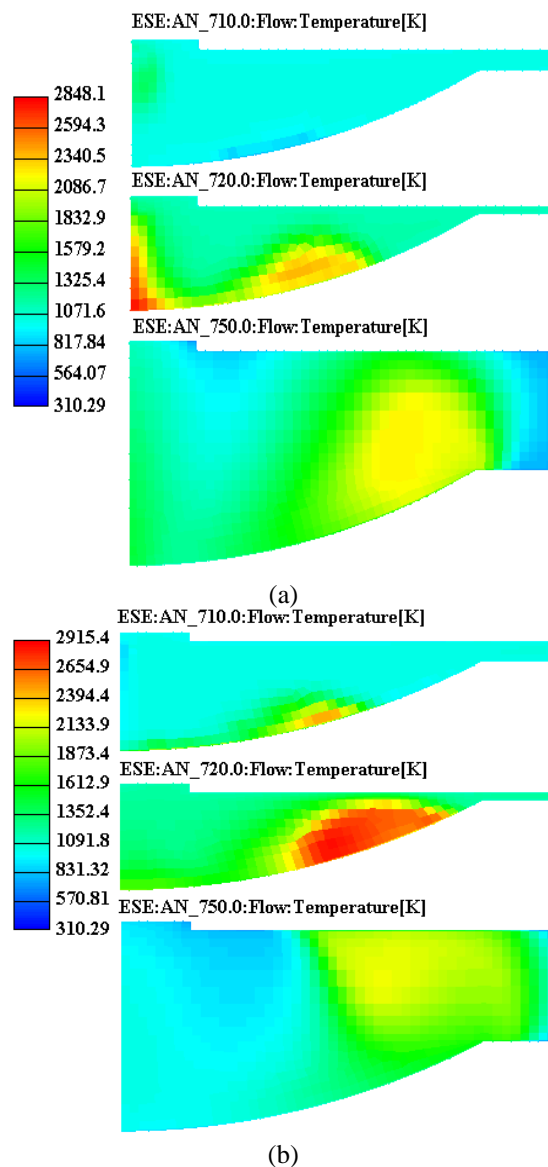 ESE:AN_710.0:Flow:Temperature[K]
2848.1
2594.3
2340.5
2086.7
1832.9
1579.2
1325.4
1071.6
817.84
564.07
310.29
ESE:AN_720.0:Flow:Temperature[K]
ESE:AN_750.0:Flow:Temperature[K]
(a)
ESE:AN_710.0:Flow:Temperature[K]
2915.4
2654.9
2394.4
2133.9
1873.4
1612.9
1352.4
1091.8
831.32
570.81
310.29
ESE:AN_720.0:Flow:Temperature[K]
ESE:AN_750.0:Flow:Temperature[K]
(b)